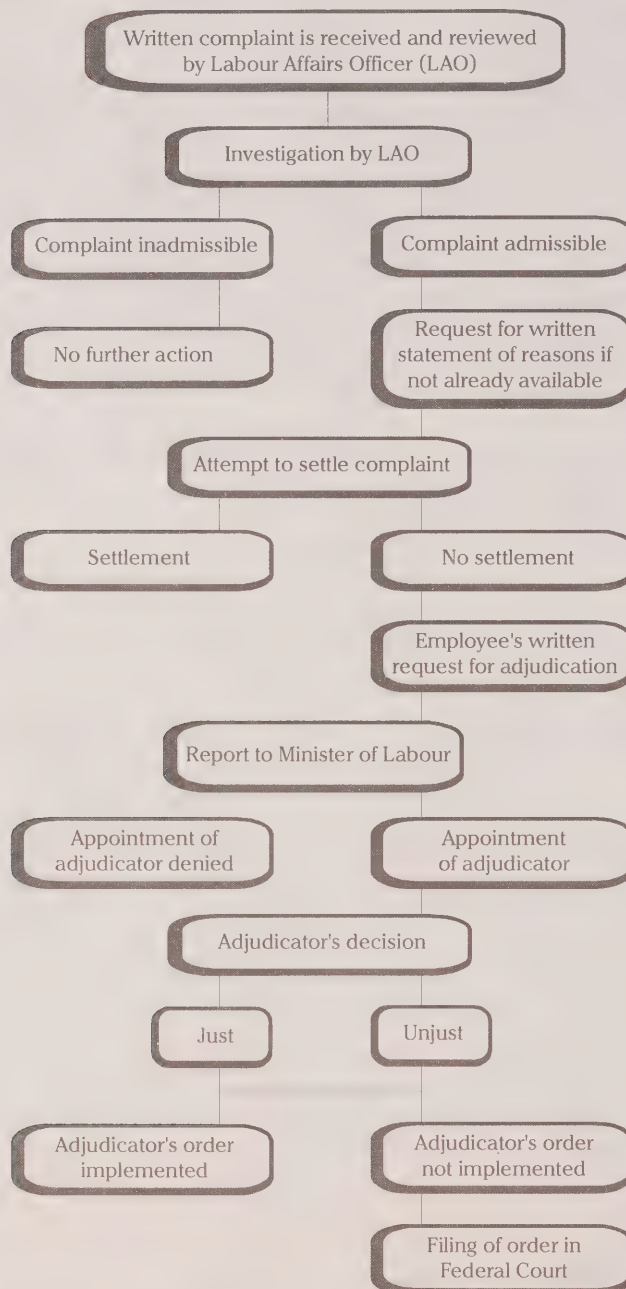 Written complaint is received and reviewed
by Labour Affairs Officer (LAO)
Investigation by LAO
Complaint inadmissible
Complaint admissible
No further action
Request for written
statement of reasons if
not already available
Attempt to settle complaint
Settlement
No settlement
Employee's written
request for adjudication
Report to Minister of Labour
Appointment of
adjudicator denied
Appointment
of adjudicator
Adjudicator's decision
Just
Unjust
Adjudicator's order
implemented
Adjudicator's order
not implemented
Filing of order in
Federal Court